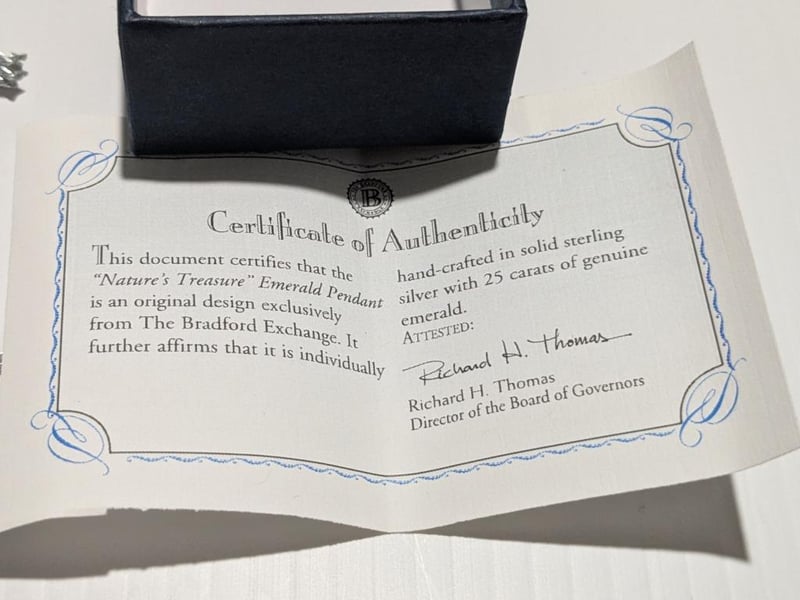 B
Certificate of Authenticity
This document certifies that the
"Nature's Treasure" Emerald Pendant
is an original design exclusively
from The Bradford Exchange. It
further affirms that it is individually
hand-crafted in solid sterling
silver with 25 carats of genuine
emerald.
ATTESTED:
Richard H. Thomas
Richard H. Thomas
Director of the Board of Governors